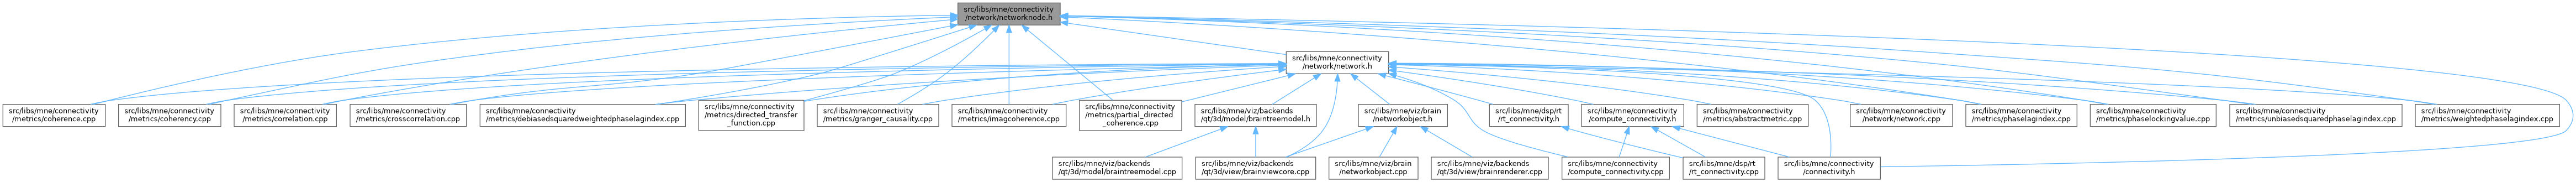 src/libs/mne/connectivity
/network/networknode.h
src/libs/mne/connectivity
/network/network.h
src/libs/mne/connectivity
/metrics/coherence.cpp
src/libs/mne/connectivity
/metrics/coherency.cpp
src/libs/mne/connectivity
/metrics/correlation.cpp
src/libs/mne/connectivity
/metrics/crosscorrelation.cpp
src/libs/mne/connectivity
/metrics/debiasedsquaredweightedphaselagindex.cpp
src/libs/mne/connectivity
/metrics/directed_transfer
_function.cpp
src/libs/mne/connectivity
/metrics/granger_causality.cpp
src/libs/mne/connectivity
/metrics/imagcoherence.cpp
src/libs/mne/connectivity
/metrics/partial_directed
_coherence.cpp
src/libs/mne/viz/backends
/qt/3d/model/braintreemodel.h
src/libs/mne/viz/brain
/networkobject.h
src/libs/mne/dsp/rt
/rt_connectivity.h
src/libs/mne/connectivity
/compute_connectivity.h
src/libs/mne/connectivity
/metrics/abstractmetric.cpp
src/libs/mne/connectivity
/network/network.cpp
src/libs/mne/connectivity
/metrics/phaselagindex.cpp
src/libs/mne/connectivity
/metrics/phaselockingvalue.cpp
src/libs/mne/connectivity
/metrics/unbiasedsquaredphaselagindex.cpp
src/libs/mne/connectivity
/metrics/weightedphaselagindex.cpp
src/libs/mne/viz/backends
/qt/3d/model/braintreemodel.cpp
src/libs/mne/viz/backends
/qt/3d/view/brainviewcore.cpp
src/libs/mne/viz/brain
/networkobject.cpp
src/libs/mne/viz/backends
/qt/3d/view/brainrenderer.cpp
src/libs/mne/connectivity
/compute_connectivity.cpp
src/libs/mne/dsp/rt
/rt_connectivity.cpp
src/libs/mne/connectivity
/connectivity.h